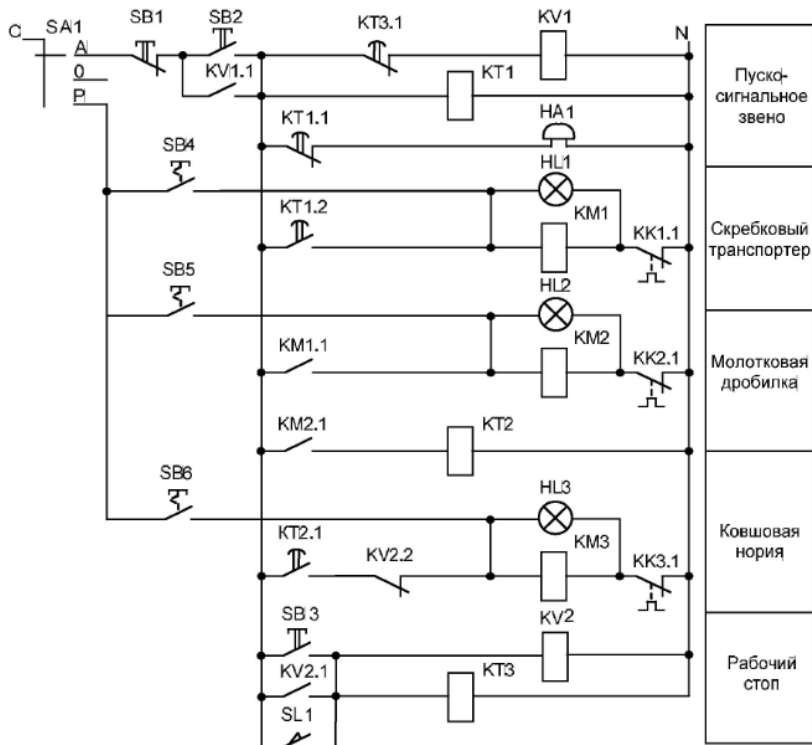 C SA1 A 0 P SB1 SB2 KT3.1 KV1 N
KV1.1 KT1
KT1.1 HA1
Пуско-
сигнальное
звено
SB4 HL1
KT1.2 KM1 KK1.1
Скребковый
транспортер
SB5 HL2
KM1.1 KM2 KK2.1
Молотковая
дробилка
KM2.1 KT2
SB6 HL3
KT2.1 KV2.2 KM3 KK3.1
Ковшовая
нория
SB3 KV2
KV2.1 KT3
SL1
Рабочий
стоп